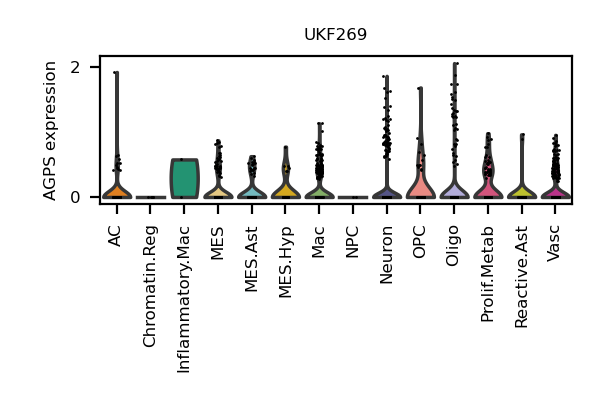 UKF269
AGPS expression
2
0
AC
Chromatin.Reg
Inflammatory.Mac
MES
MES.Ast
MES.Hyp
Mac
NPC
Neuron
OPC
Oligo
Prolif.Metab
Reactive.Ast
Vasc